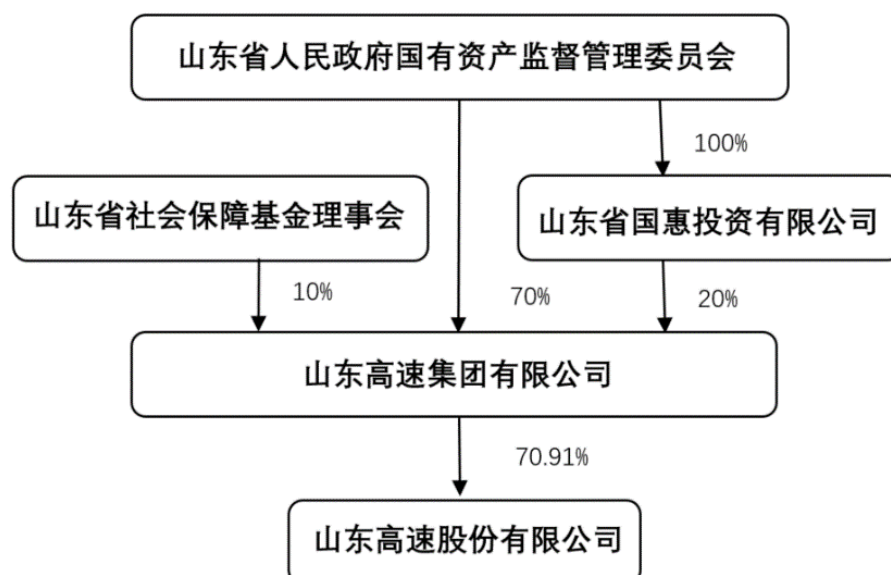 山东省人民政府国有资产监督管理委员会
100%
山东省社会保障基金理事会
山东省国惠投资有限公司
10%
70%
20%
山东高速集团有限公司
70.91%
山东高速股份有限公司